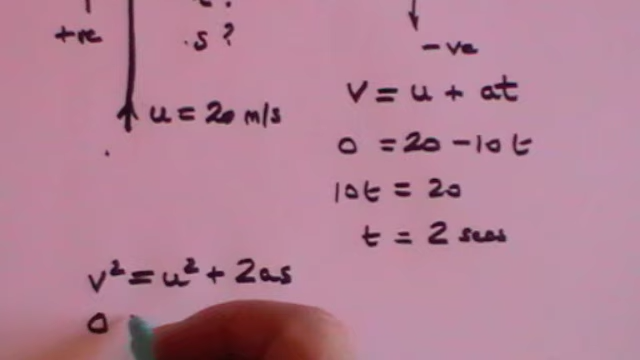 +ve
s?
-ve
u = 20 m/s
v = u + at
0 = 20 - 10t
10t = 20
t = 2 secs
v² = u² + 2as
0